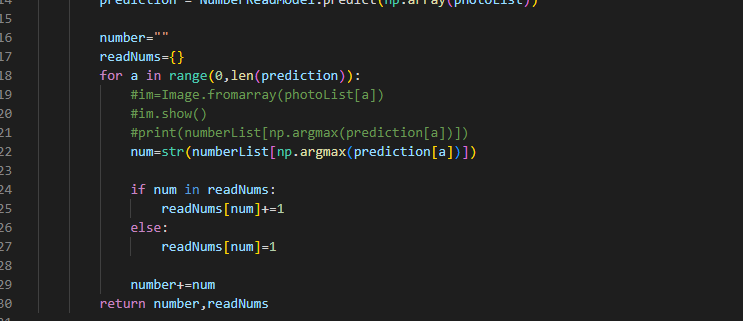 14 prediction = NumberReadModel.predict(np.array(photoList))
15
16 number=""
17 readNums={}
18 for a in range(0,len(prediction)):
19 #im=Image.fromarray(photoList[a])
20 #im.show()
21 #print(numberList[np.argmax(prediction[a])])
22 num=str(numberList[np.argmax(prediction[a])])
23
24 if num in readNums:
25 readNums[num]+=1
26 else:
27 readNums[num]=1
28
29 number+=num
30 return number,readNums